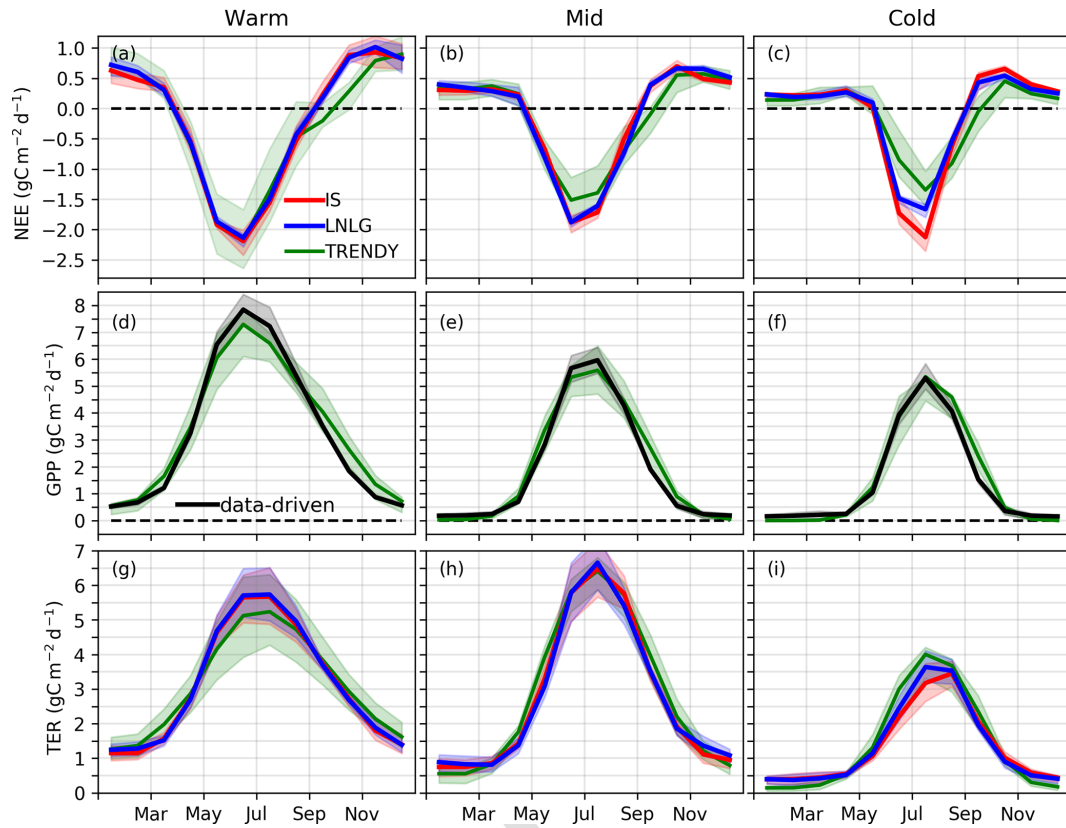 Warm Mid Cold
(a) (b) (c)
1.0
0.5
0.0
−0.5
−1.0
−1.5
−2.0
−2.5
NEE (gC m⁻² d⁻¹)
IS
LNLG
TRENDY
(d) (e) (f)
8
7
6
5
4
3
2
1
0
GPP (gC m⁻² d⁻¹)
data-driven
(g) (h) (i)
7
6
5
4
3
2
1
0
TER (gC m⁻² d⁻¹)
Mar May Jul Sep Nov Mar May Jul Sep Nov Mar May Jul Sep Nov